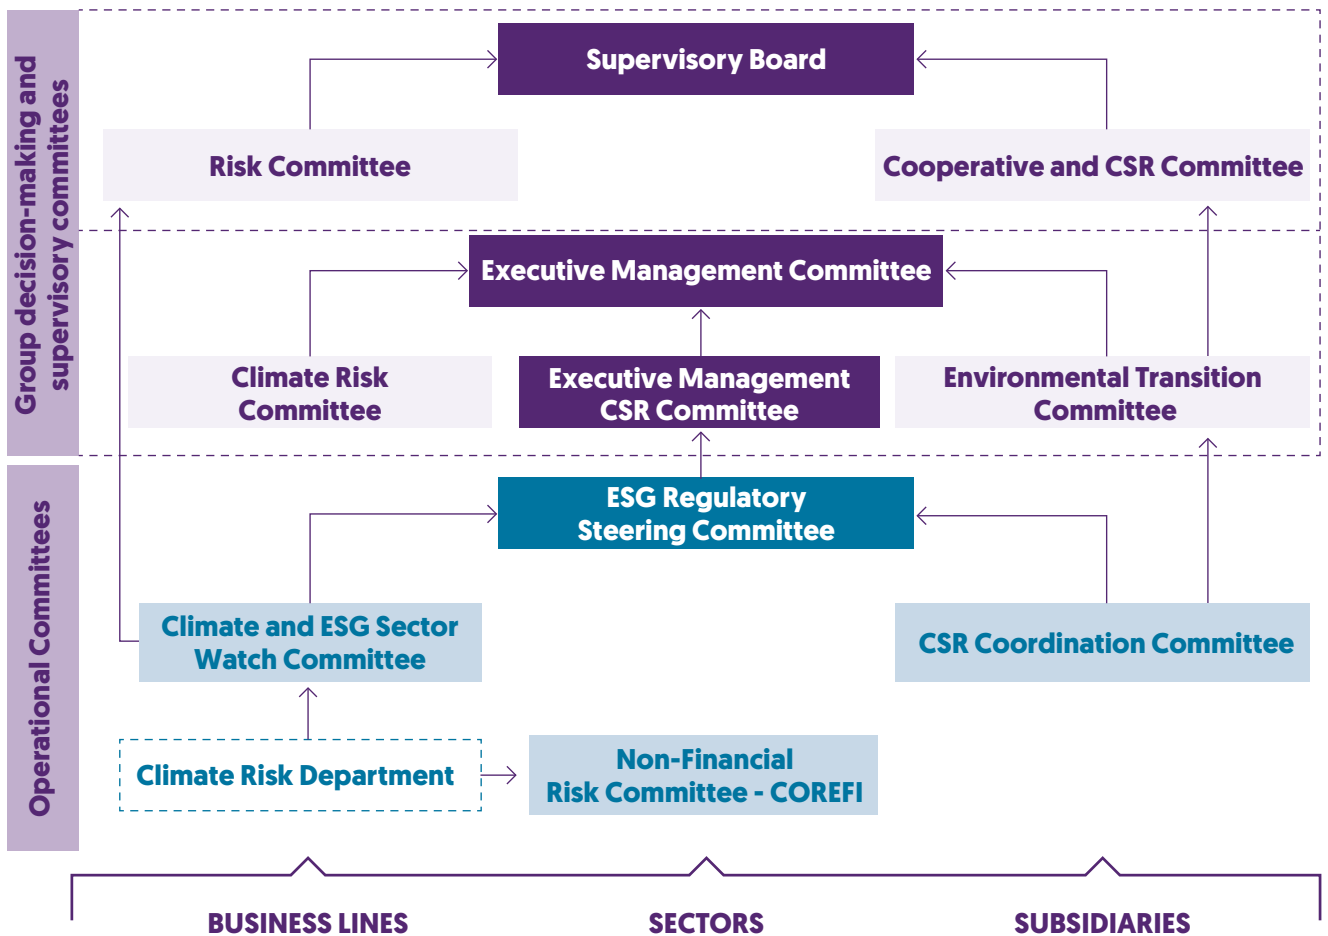 Group decision-making and
supervisory committees
Supervisory Board
Risk Committee
Cooperative and CSR Committee
Executive Management Committee
Climate Risk
Committee
Executive Management
CSR Committee
Environmental Transition
Committee
Operational Committees
ESG Regulatory
Steering Committee
Climate and ESG Sector
Watch Committee
CSR Coordination Committee
Climate Risk Department
Non-Financial
Risk Committee - COREFI
BUSINESS LINES
SECTORS
SUBSIDIARIES